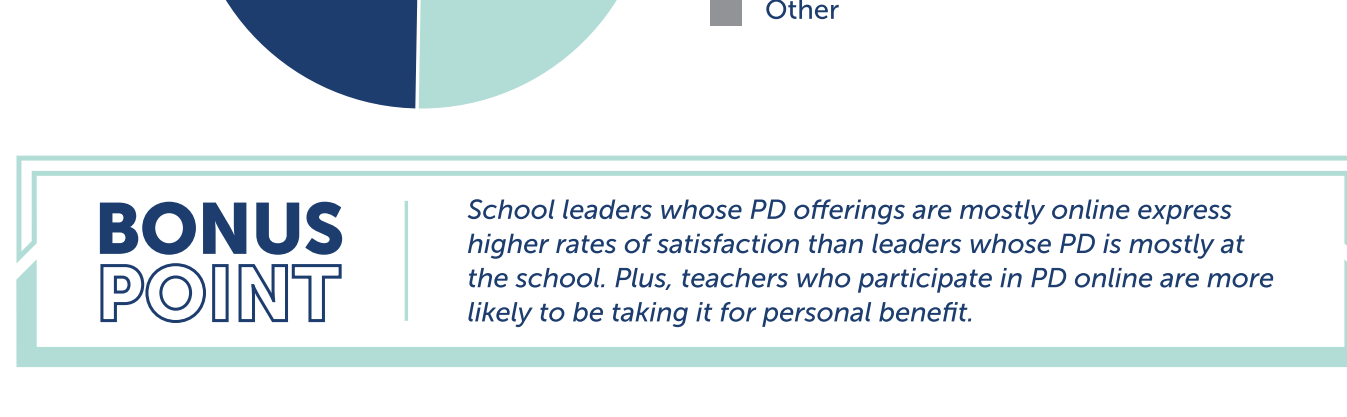 Other
BONUS
POINT
School leaders whose PD offerings are mostly online express
higher rates of satisfaction than leaders whose PD is mostly at
the school. Plus, teachers who participate in PD online are more
likely to be taking it for personal benefit.